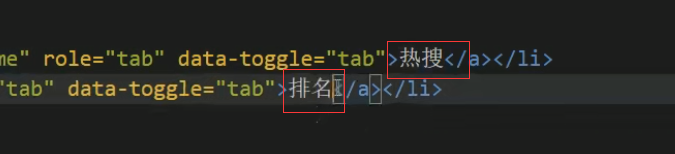 me" role="tab" data-toggle="tab">热搜</a></li>
"tab" data-toggle="tab">排名</a></li>